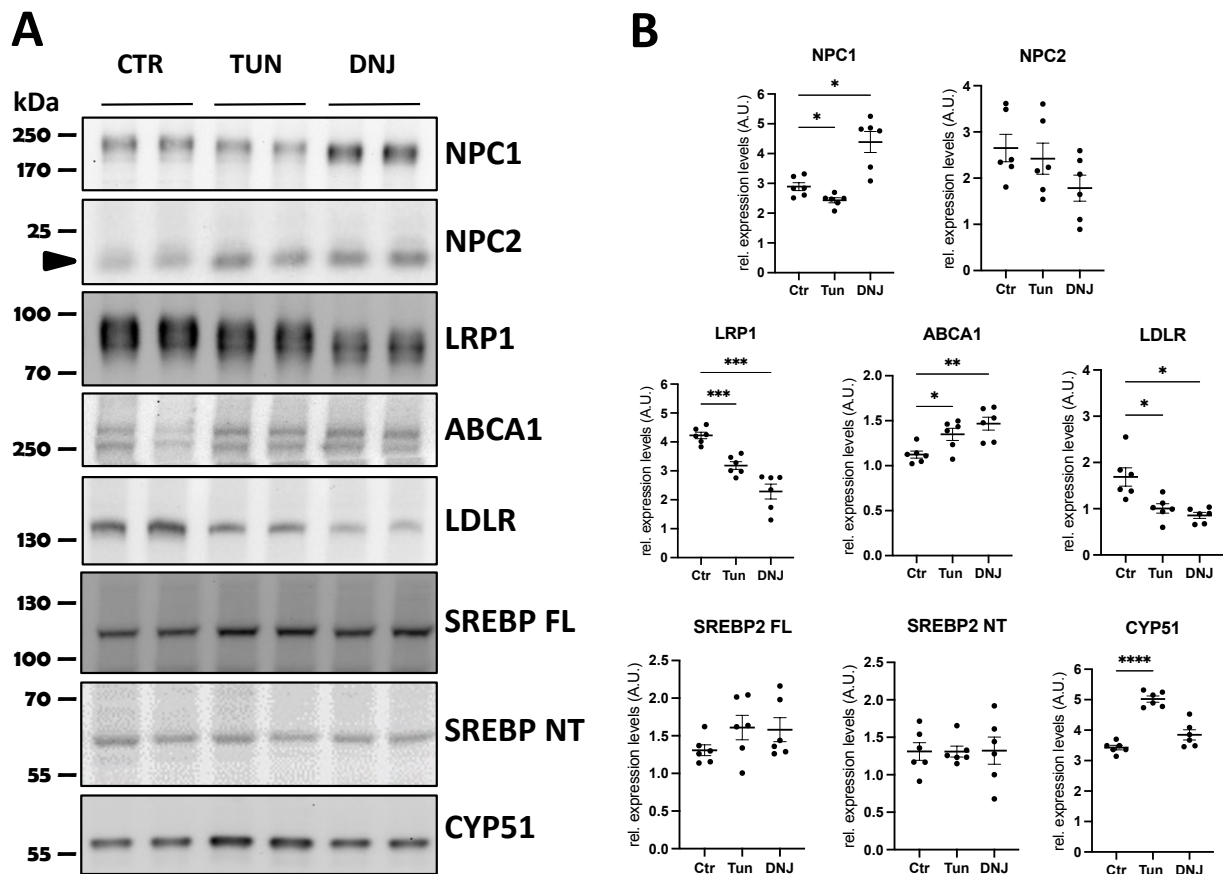 A
CTR TUN DNJ
kDa
250
170
NPC1
25
NPC2
100
70
LRP1
250
ABCA1
130
LDLR
130
100
SREBP FL
70
55
SREBP NT
55
CYP51
B
NPC1
rel. expression levels (A.U.)
6
5
4
3
2
1
0
*
*
Ctr Tun DNJ
NPC2
rel. expression levels (A.U.)
4
3
2
1
0
Ctr Tun DNJ
LRP1
rel. expression levels (A.U.)
6
5
4
3
2
1
0
***
***
Ctr Tun DNJ
ABCA1
rel. expression levels (A.U.)
2.0
1.5
1.0
0.5
0.0
**
*
Ctr Tun DNJ
LDLR
rel. expression levels (A.U.)
4
3
2
1
0
*
*
Ctr Tun DNJ
SREBP2 FL
rel. expression levels (A.U.)
2.5
2.0
1.5
1.0
0.5
0.0
Ctr Tun DNJ
SREBP2 NT
rel. expression levels (A.U.)
2.5
2.0
1.5
1.0
0.5
0.0
Ctr Tun DNJ
CYP51
rel. expression levels (A.U.)
6
5
4
3
2
1
0
****
Ctr Tun DNJ